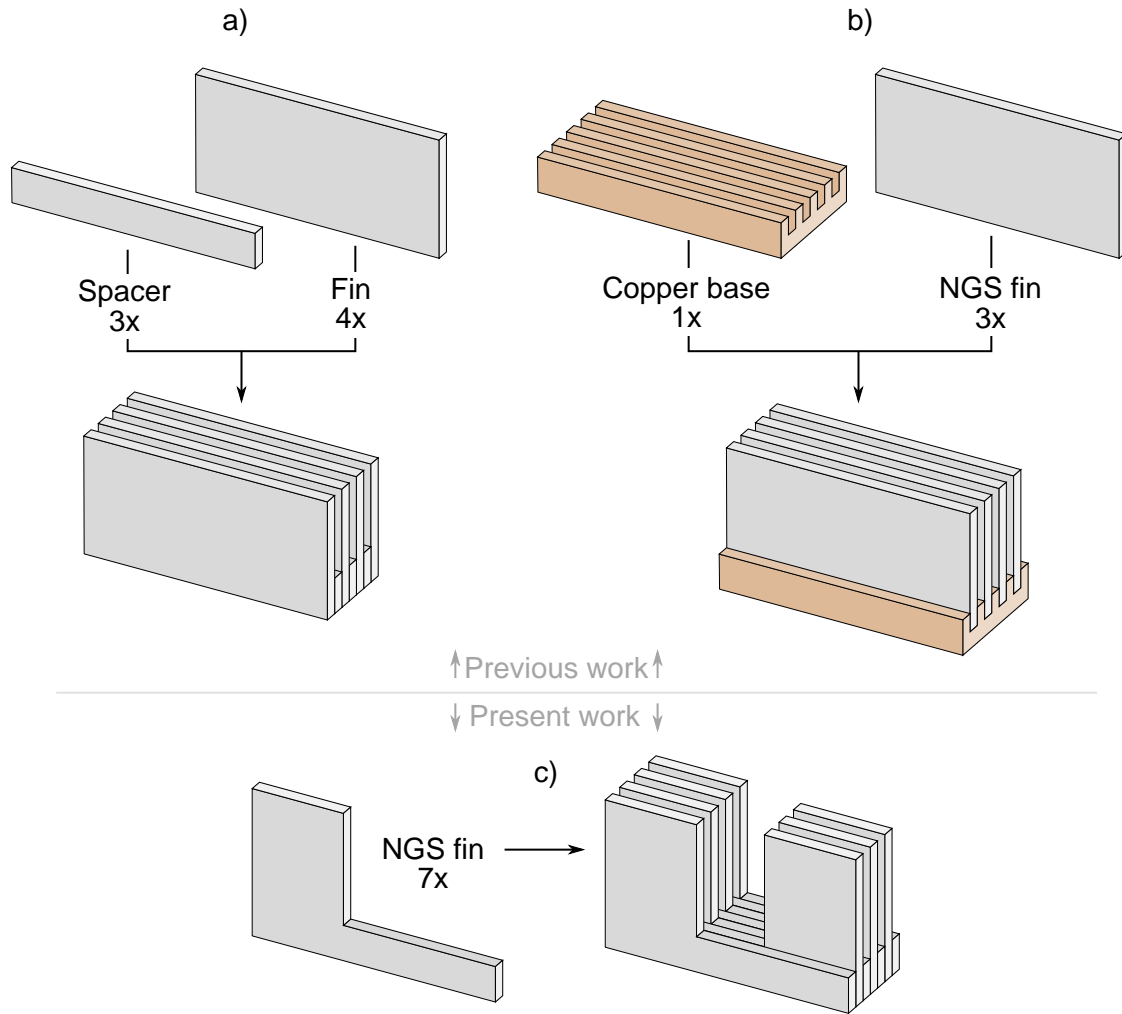 a)
b)
Spacer
3x
Fin
4x
Copper base
1x
NGS fin
3x
Previous work
Present work
c)
NGS fin
7x